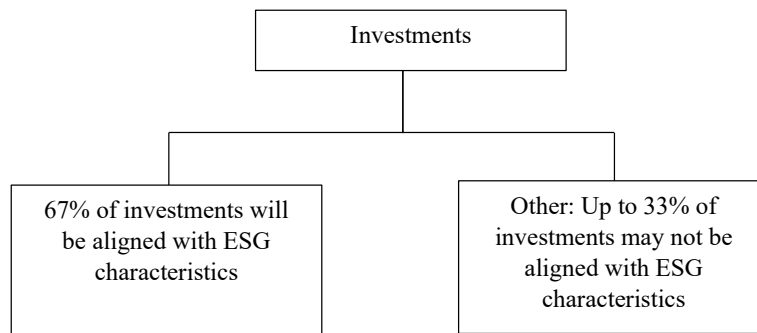 Investments
67% of investments will
be aligned with ESG
characteristics
Other: Up to 33% of
investments may not be
aligned with ESG
characteristics